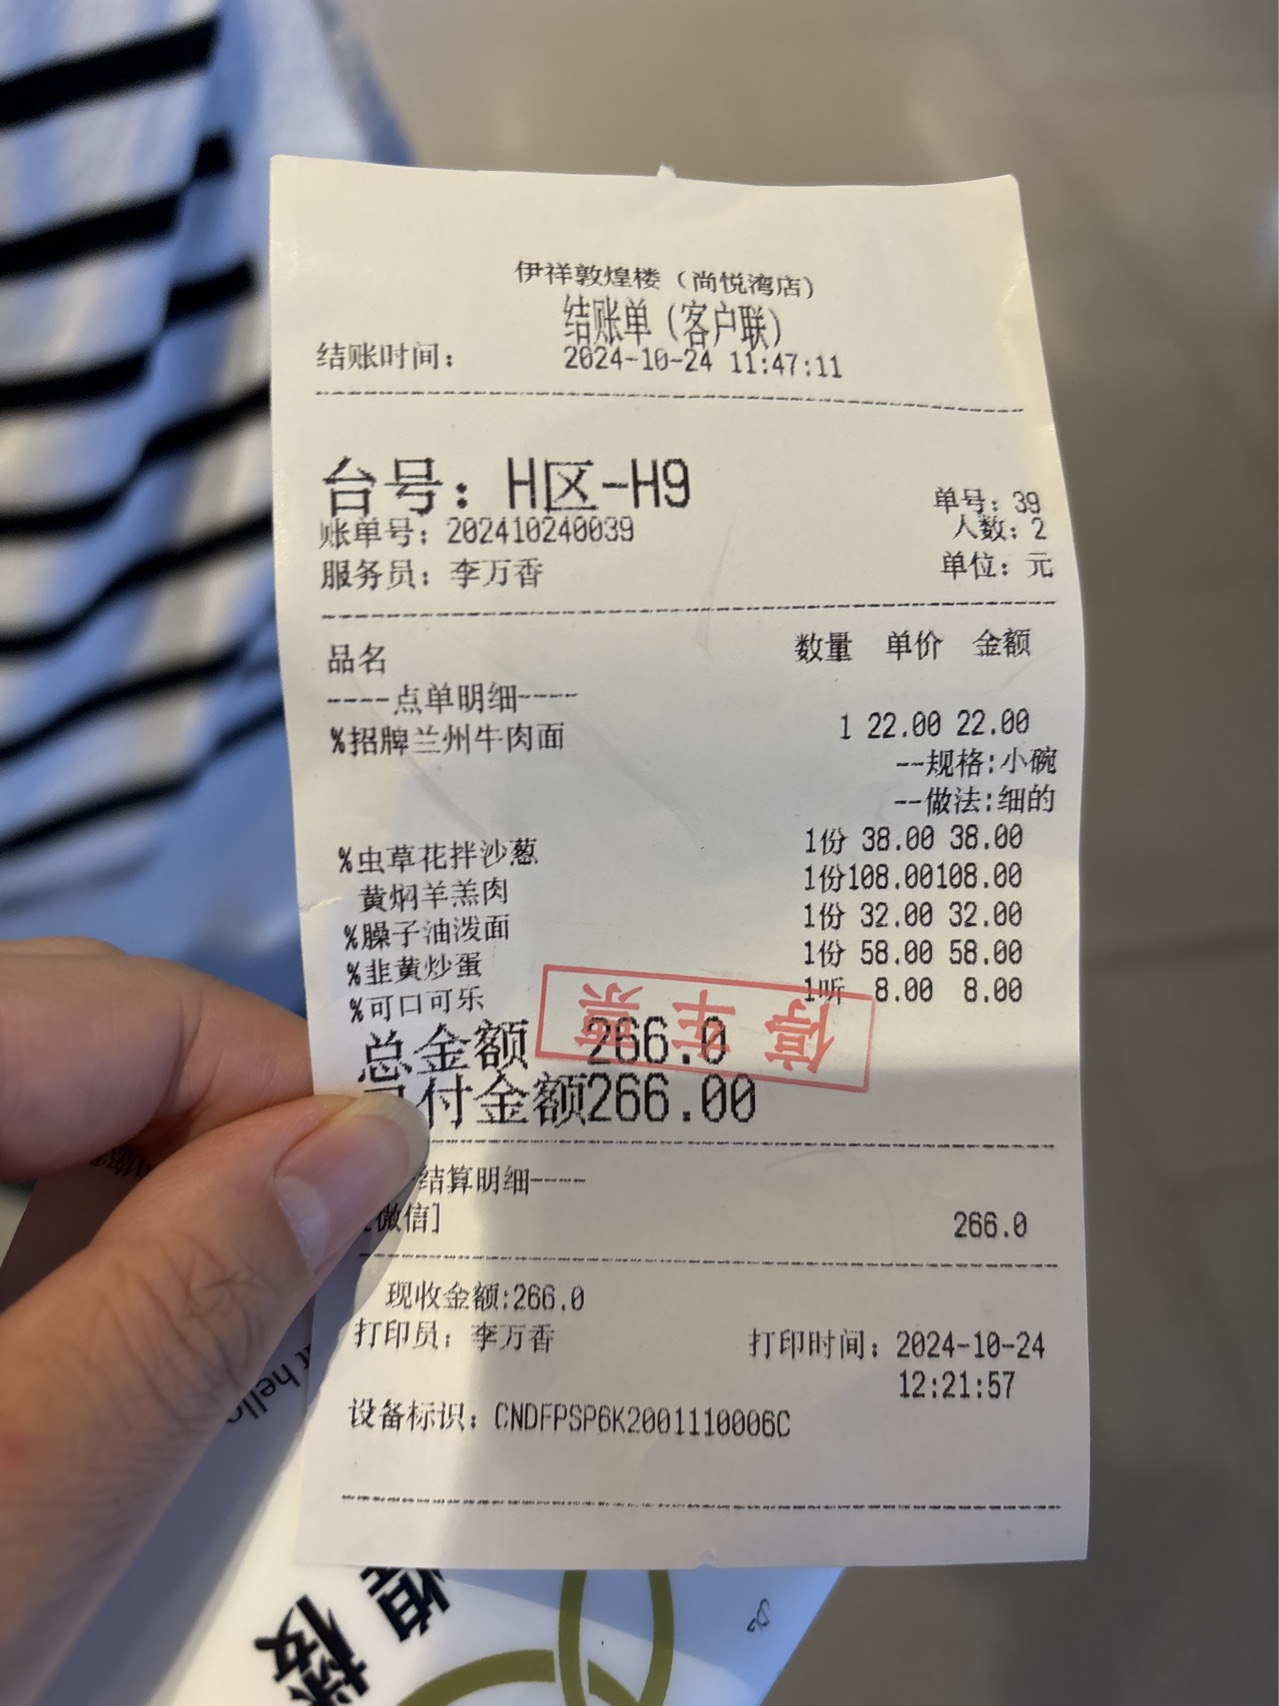 伊祥敦煌楼（尚悦湾店）
结账单（客户联）
结账时间： 2024-10-24 11:47:11
台号：H区-H9
单号：39
账单号：202410240039 人数：2
服务员：李万香 单位：元
品名 数量 单价 金额
----点单明细----
%招牌兰州牛肉面 1 22.00 22.00
--规格:小碗
--做法:细的
%虫草花拌沙葱 1份 38.00 38.00
黄焖羊羔肉 1份108.00108.00
%臊子油泼面 1份 32.00 32.00
%韭黄炒蛋 1份 58.00 58.00
%可口可乐 1听 8.00 8.00
停车票
总金额 266.0
付金额266.00
结算明细----
微信] 266.0
现收金额:266.0
打印员：李万香 打印时间：2024-10-24
12:21:57
设备标识：CNDFPSP6K2001110006C
hello
煌
楼